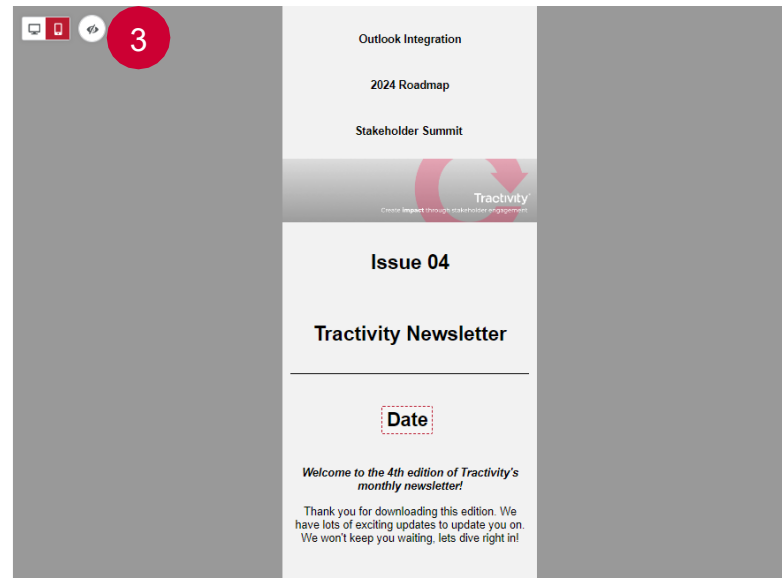 3
Outlook Integration
2024 Roadmap
Stakeholder Summit
Tractivity
Create impact through stakeholder engagement
Issue 04
Tractivity Newsletter
Date
Welcome to the 4th edition of Tractivity's
monthly newsletter!
Thank you for downloading this edition. We
have lots of exciting updates to update you on.
We won't keep you waiting, lets dive right in!